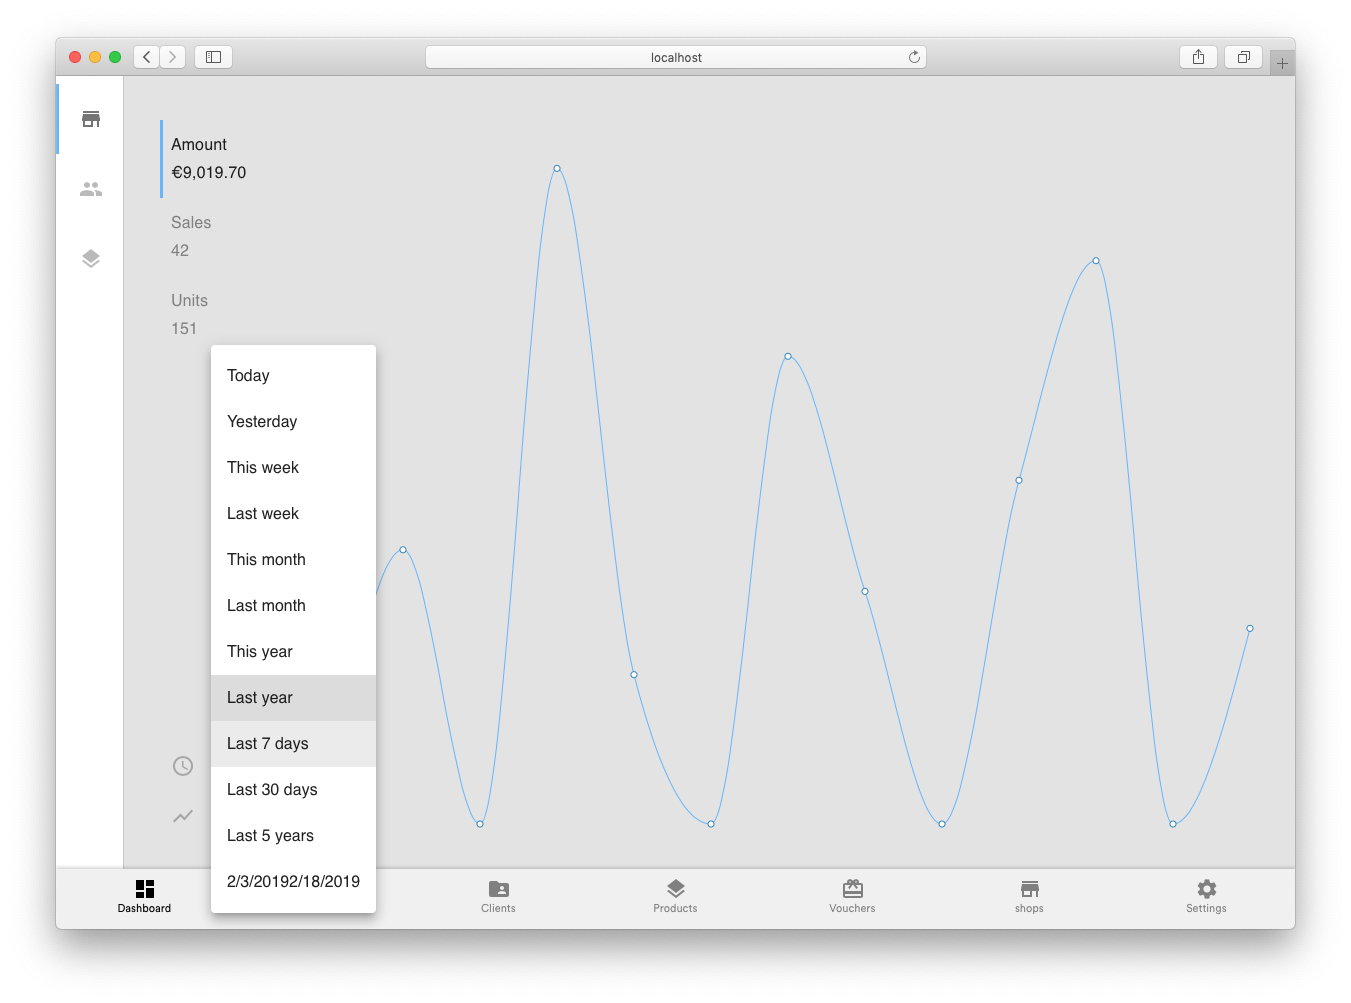 localhost
Amount
€9,019.70
Sales
42
Units
151
Today
Yesterday
This week
Last week
This month
Last month
This year
Last year
Last 7 days
Last 30 days
Last 5 years
2/3/20192/18/2019
Dashboard
Clients
Products
Vouchers
shops
Settings